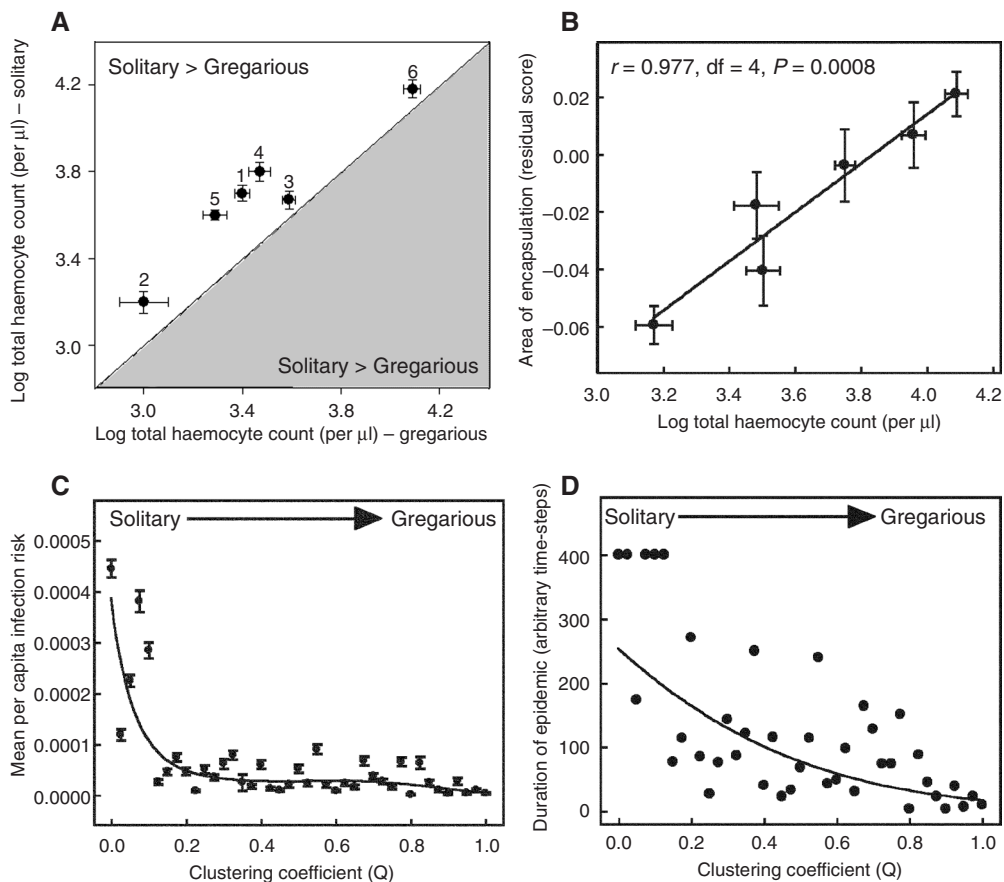 A
Log total haemocyte count (per µl) – solitary
4.2
3.8
3.4
3.0
Solitary > Gregarious
6
4
1
3
5
2
Solitary > Gregarious
3.0 3.4 3.8 4.2
Log total haemocyte count (per µl) – gregarious
B
Area of encapsulation (residual score)
0.02
0.00
−0.02
−0.04
−0.06
r = 0.977, df = 4, P = 0.0008
3.0 3.2 3.4 3.6 3.8 4.0 4.2
Log total haemocyte count (per µl)
C
Mean per capita infection risk
0.0005
0.0004
0.0003
0.0002
0.0001
0.0000
Solitary Gregarious
0.0 0.2 0.4 0.6 0.8 1.0
Clustering coefficient (Q)
D
Duration of epidemic (arbitrary time-steps)
400
300
200
100
0
Solitary Gregarious
0.0 0.2 0.4 0.6 0.8 1.0
Clustering coefficient (Q)